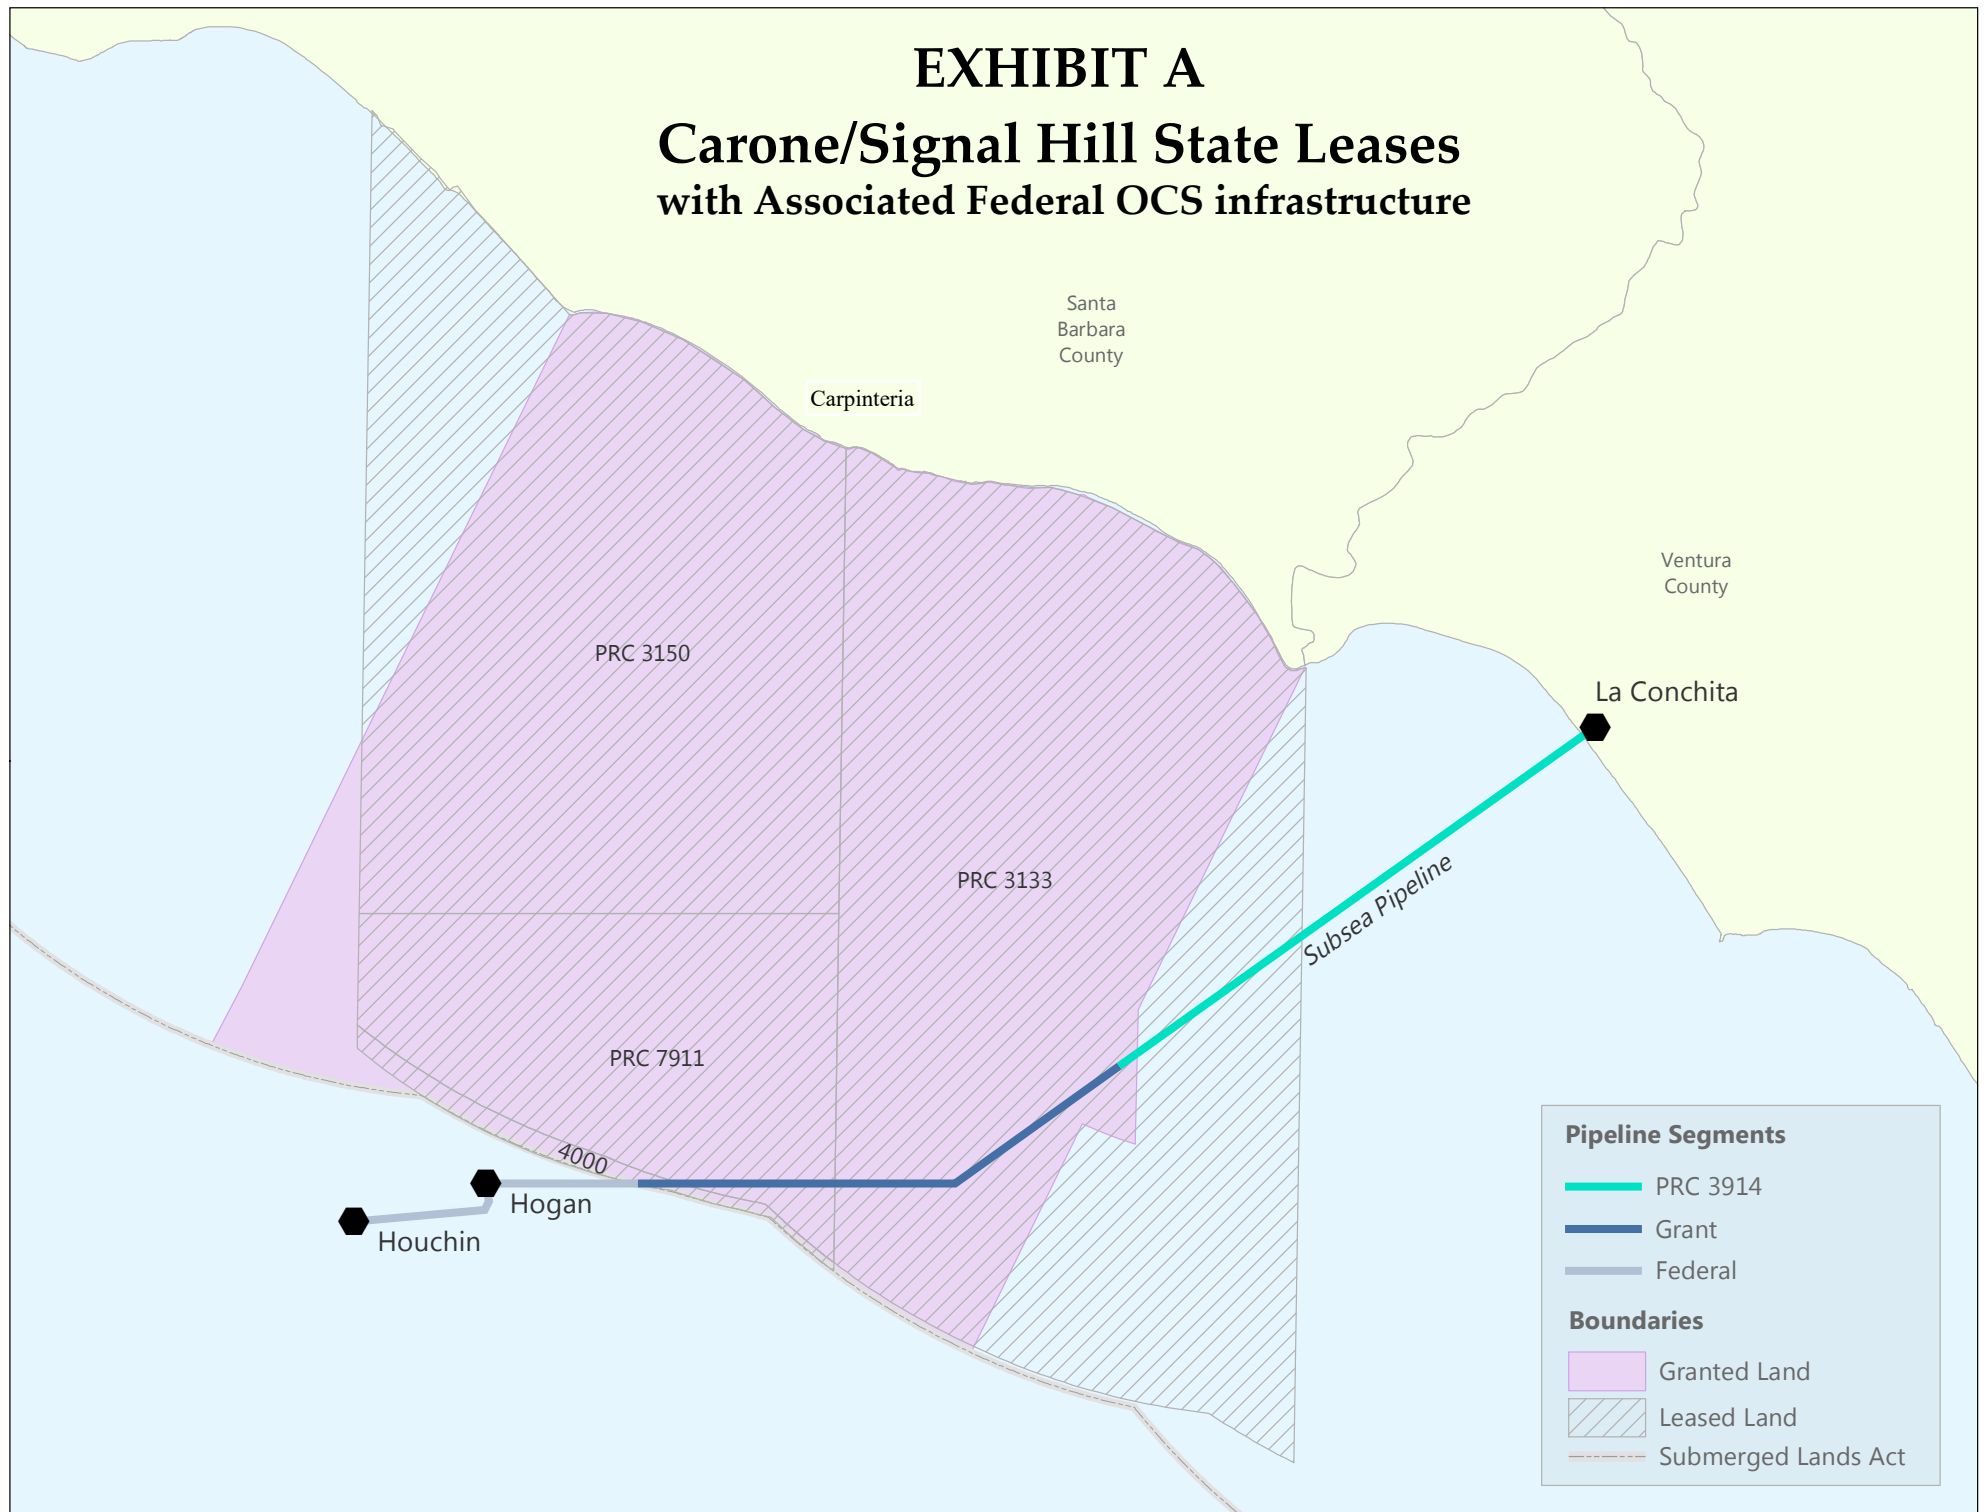 EXHIBIT A
Carone/Signal Hill State Leases
with Associated Federal OCS infrastructure
Santa
Barbara
County
Carpinteria
Ventura
County
PRC 3150
La Conchita
PRC 3133
Subsea Pipeline
PRC 7911
4000
Hogan
Houchin
Pipeline Segments
PRC 3914
Grant
Federal
Boundaries
Granted Land
Leased Land
Submerged Lands Act